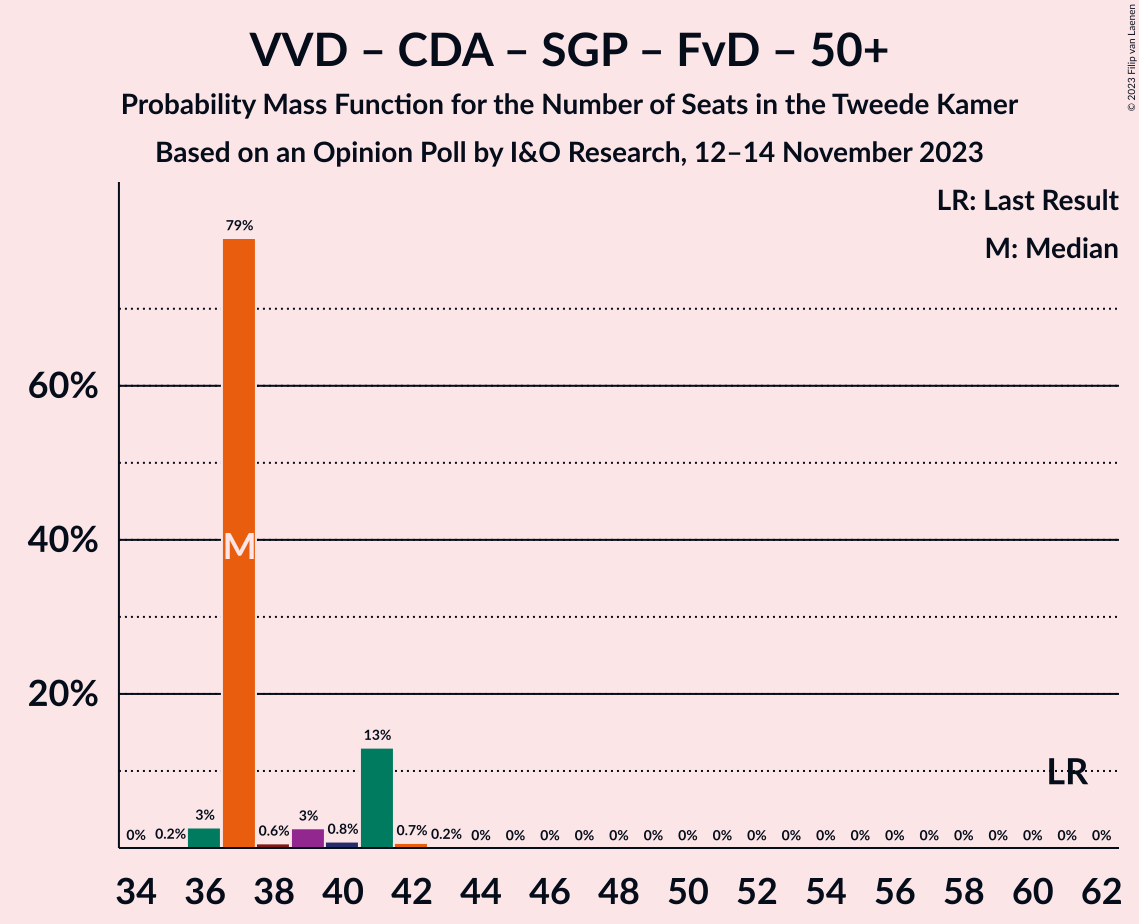 VVD – CDA – SGP – FvD – 50+
Probability Mass Function for the Number of Seats in the Tweede Kamer
Based on an Opinion Poll by I&O Research, 12–14 November 2023
© 2023 Filip van Laenen
LR: Last Result
M: Median
79%
60%
40%
M
20%
13%
LR
0% 0.2% 3% 0.6% 3% 0.8% 0.7% 0.2% 0% 0% 0% 0% 0% 0% 0% 0% 0% 0% 0% 0% 0% 0% 0% 0% 0% 0% 0%
34 36 38 40 42 44 46 48 50 52 54 56 58 60 62